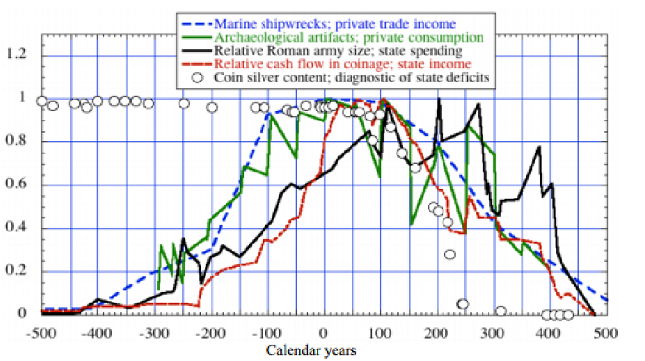 Marine shipwrecks; private trade income
Archaeological artifacts; private consumption
Relative Roman army size; state spending
Relative cash flow in coinage; state income
Coin silver content; diagnostic of state deficits
1.2
1
0.8
0.6
0.4
0.2
0
-500 -400 -300 -200 -100 0 100 200 300 400 500
Calendar years